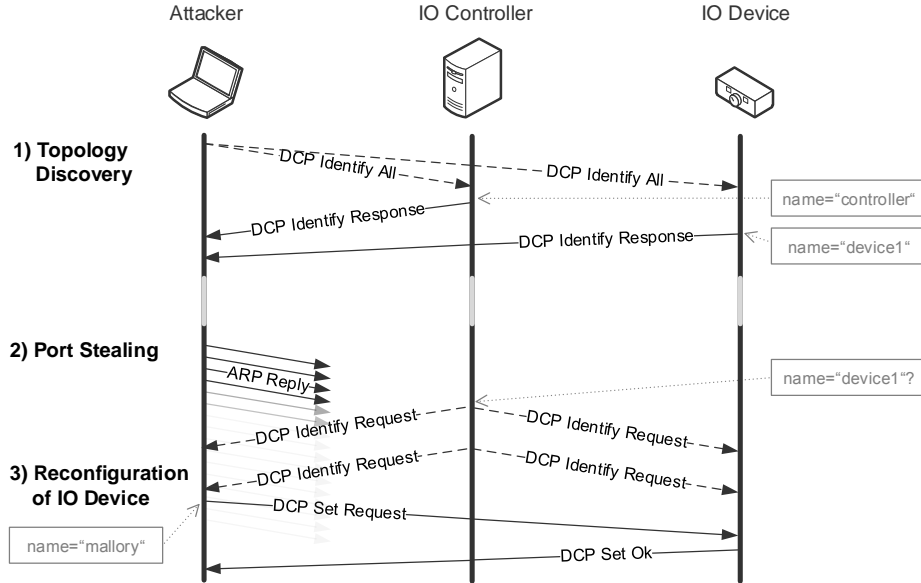 Attacker
IO Controller
IO Device
1) Topology
Discovery
DCP Identify All
DCP Identify All
name=“controller“
DCP Identify Response
DCP Identify Response
name=“device1“
2) Port Stealing
ARP Reply
name=“device1“?
DCP Identify Request
DCP Identify Request
3) Reconfiguration
of IO Device
DCP Identify Request
DCP Identify Request
DCP Set Request
name=“mallory“
DCP Set Ok